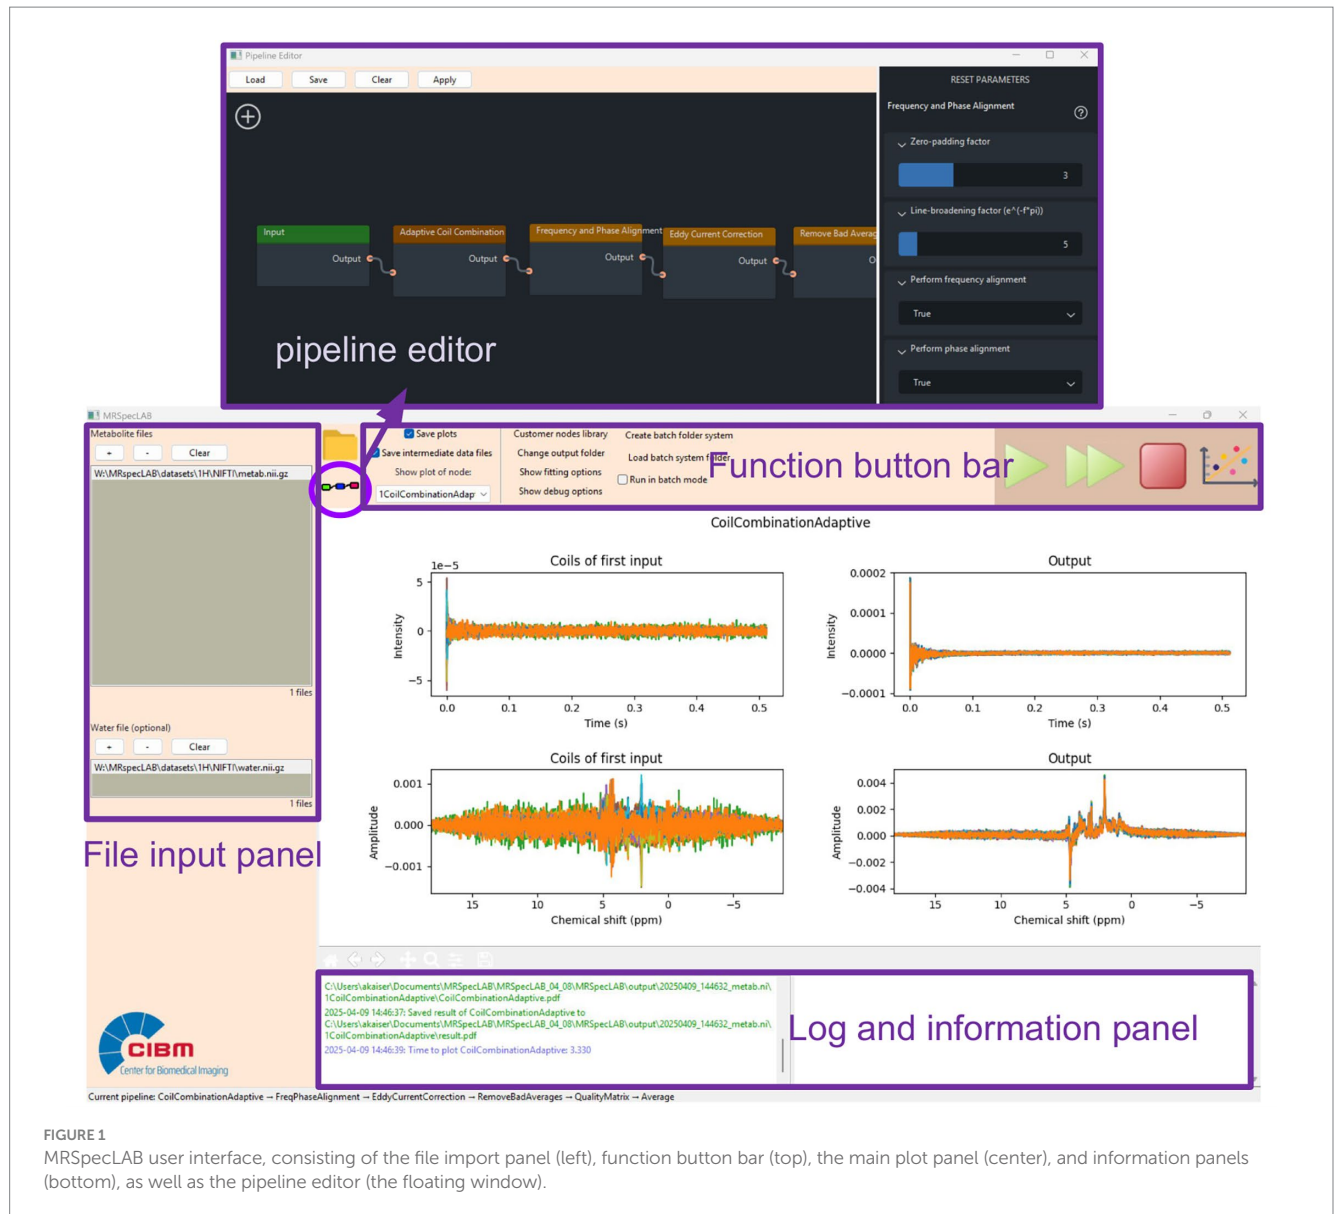 Pipeline Editor
Load Save Clear Apply
RESET PARAMETERS
Frequency and Phase Alignment
Zero-padding factor
3
Line-broadening factor (e^(-f*pi))
5
Perform frequency alignment
True
Perform phase alignment
True
Input
Output
Adaptive Coil Combination
Output
Frequency and Phase Alignment
Output
Eddy Current Correction
Output
Remove Bad Averag
O
pipeline editor
MRSpecLAB
Metabolite files
+ - Clear
W:\MRspecLAB\datasets\1H\NIFTI\metab.nii.gz
1 files
Water file (optional)
+ - Clear
W:\MRspecLAB\datasets\1H\NIFTI\water.nii.gz
1 files
File input panel
Save plots
Save intermediate data files
Show plot of node:
1CoilCombinationAdap
Customer nodes library
Change output folder
Show fitting options
Show debug options
Create batch folder system
Load batch system folder
Run in batch mode
Function button bar
CoilCombinationAdaptive
Coils of first input
1e−5
Intensity
5
0
−5
0.0 0.1 0.2 0.3 0.4 0.5
Time (s)
Output
Intensity
0.0002
0.0001
0.0000
−0.0001
0.0 0.1 0.2 0.3 0.4 0.5
Time (s)
Coils of first input
Amplitude
0.001
0.000
−0.001
15 10 5 0 −5
Chemical shift (ppm)
Output
Amplitude
0.004
0.002
0.000
−0.002
−0.004
15 10 5 0 −5
Chemical shift (ppm)
C:\Users\akaiser\Documents\MRSpecLAB\MRSpecLAB_04_08\MRSpecLAB\output\20250409_144632_metab.ni\
1CoilCombinationAdaptive\CoilCombinationAdaptive.pdf
2025-04-09 14:46:37: Saved result of CoilCombinationAdaptive to
C:\Users\akaiser\Documents\MRSpecLAB\MRSpecLAB_04_08\MRSpecLAB\output\20250409_144632_metab.ni\
1CoilCombinationAdaptive\result.pdf
2025-04-09 14:46:39: Time to plot CoilCombinationAdaptive: 3.330
Log and information panel
CIBM
Center for Biomedical Imaging
Current pipeline: CoilCombinationAdaptive → FreqPhaseAlignment → EddyCurrentCorrection → RemoveBadAverages → QualityMatrix → Average
FIGURE 1
MRSpecLAB user interface, consisting of the file import panel (left), function button bar (top), the main plot panel (center), and information panels
(bottom), as well as the pipeline editor (the floating window).